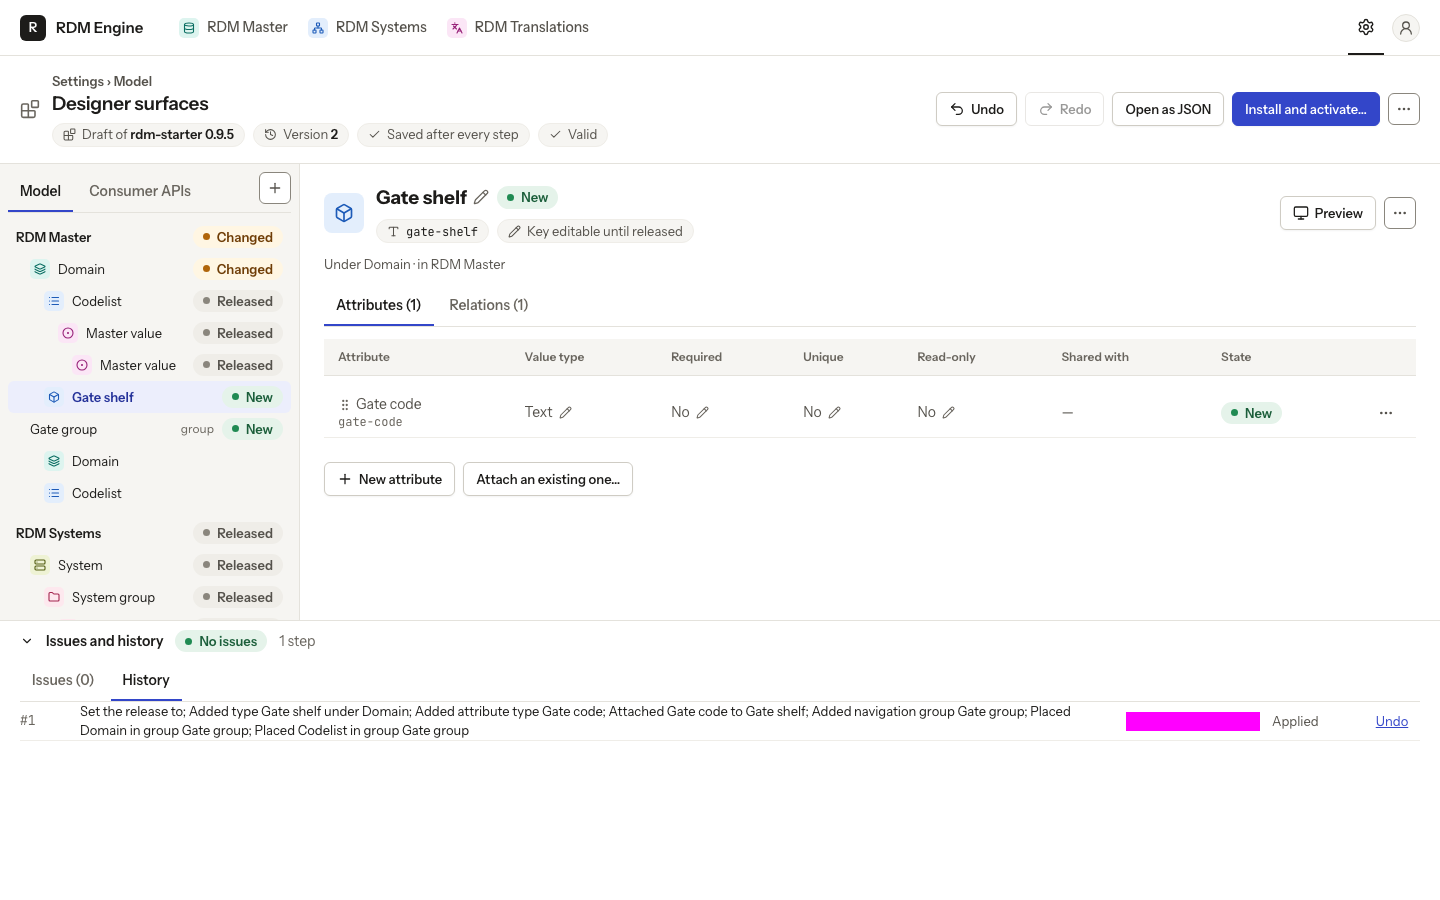 R RDM Engine RDM Master RDM Systems RDM Translations
Settings › Model
Designer surfaces
Draft of rdm-starter 0.9.5 Version 2 Saved after every step Valid
Undo Redo Open as JSON Install and activate...
Model Consumer APIs
RDM Master Changed
Domain Changed
Codelist Released
Master value Released
Master value Released
Gate shelf New
Gate group group New
Domain
Codelist
RDM Systems Released
System Released
System group Released
Gate shelf New
gate-shelf Key editable until released
Preview
Under Domain · in RDM Master
Attributes (1) Relations (1)
Attribute Value type Required Unique Read-only Shared with State
Gate code
gate-code
Text No No No — New
New attribute Attach an existing one...
Issues and history No issues 1 step
Issues (0) History
#1 Set the release to; Added type Gate shelf under Domain; Added attribute type Gate code; Attached Gate code to Gate shelf; Added navigation group Gate group; Placed
Domain in group Gate group; Placed Codelist in group Gate group
Applied Undo